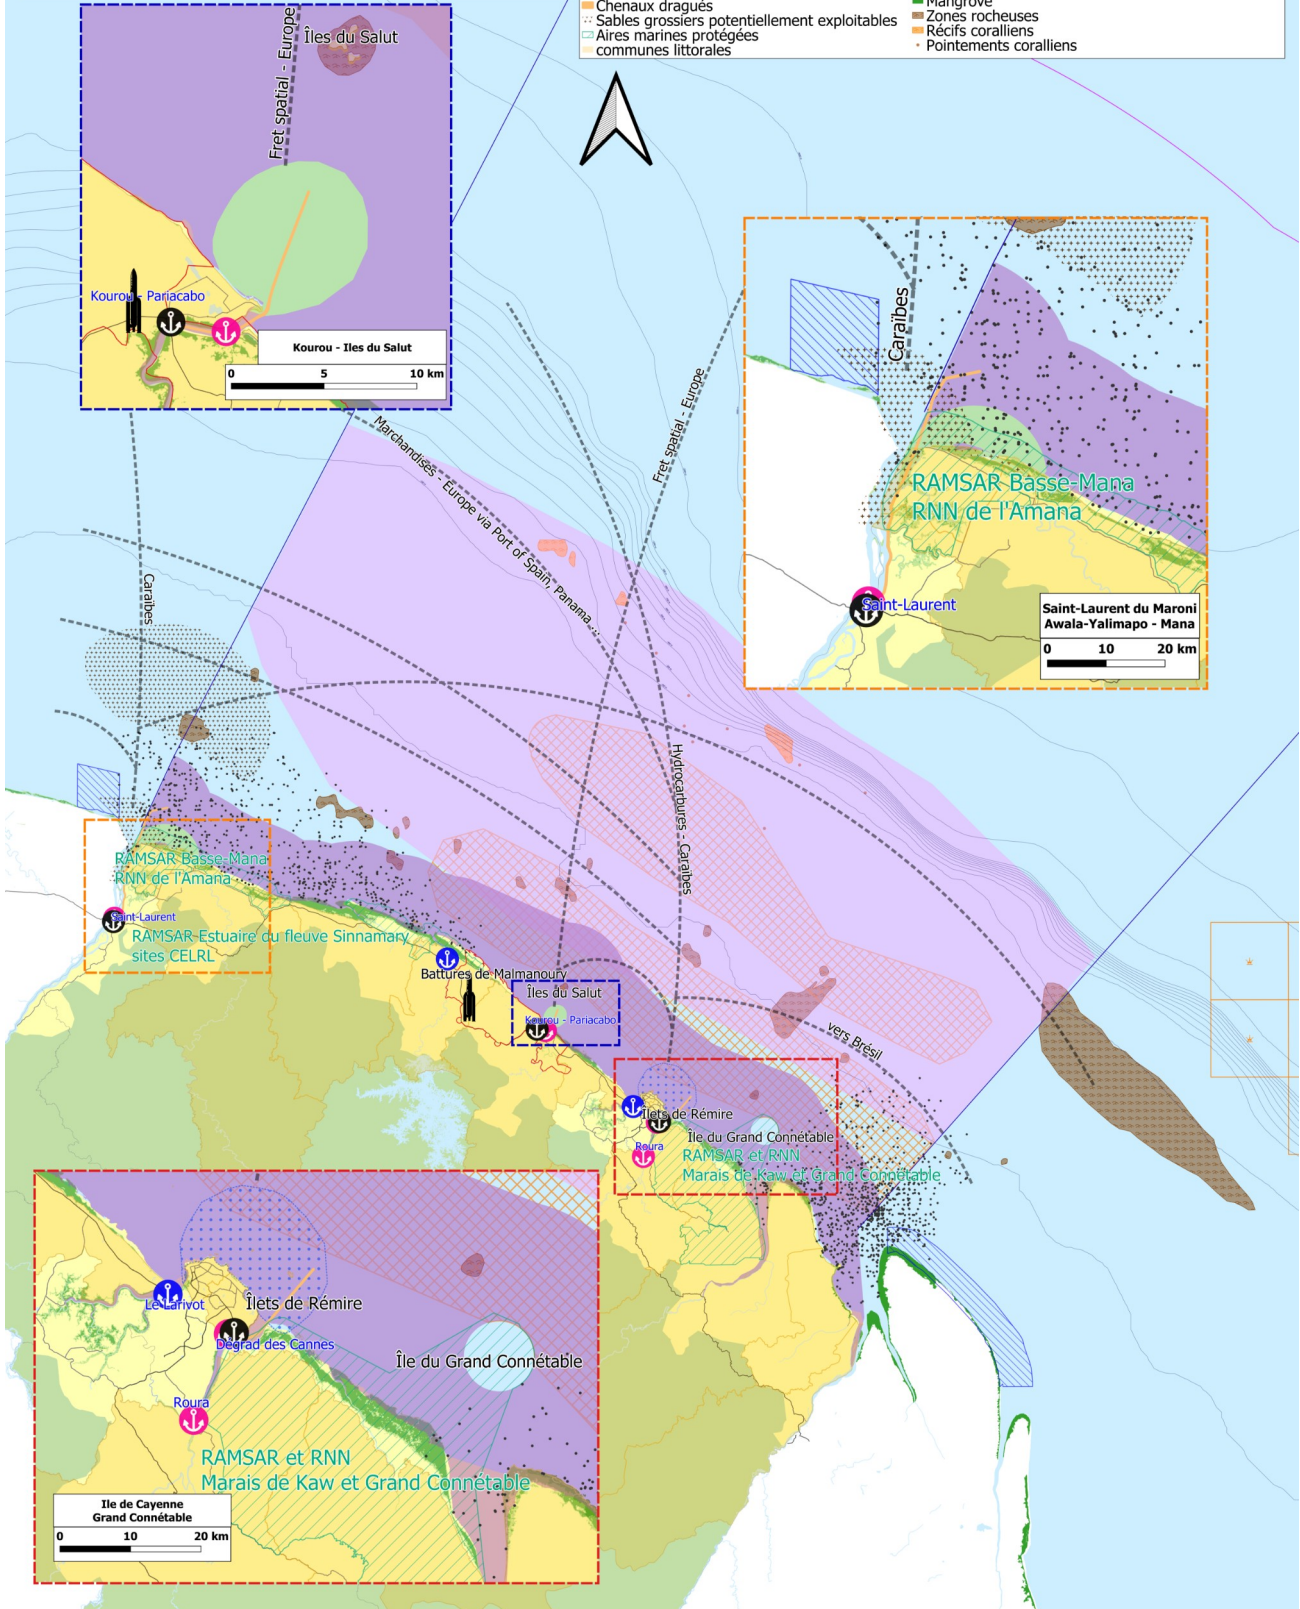 Chenaux dragués
Sables grossiers potentiellement exploitables
Aires marines protégées
communes littorales
Mangrove
Zones rocheuses
Récifs coralliens
Pointements coralliens
Fret spatial - Europe
Îles du Salut
Kourou - Pariacabo
Kourou - Iles du Salut
0 5 10 km
Caraïbes
RAMSAR Basse-Mana
RNN de l'Amana
Saint-Laurent
Saint-Laurent du Maroni
Awala-Yalimapo - Mana
0 10 20 km
Marchandises - Europe via Port of Spain, Panama ...
Fret spatial - Europe
Caraïbes
Hydrocarbures - Caraïbes
RAMSAR Basse-Mana
RNN de l'Amana
Saint-Laurent
RAMSAR Estuaire du fleuve Sinnamary
sites CELRL
Battures de Malmanoury
Îles du Salut
Kourou - Pariacabo
vers Brésil
Îlets de Rémire
Île du Grand Connétable
Roura
RAMSAR et RNN
Marais de Kaw et Grand Connétable
Le Larivot
Îlets de Rémire
Dégrad des Cannes
Île du Grand Connétable
Roura
RAMSAR et RNN
Marais de Kaw et Grand Connétable
Ile de Cayenne
Grand Connétable
0 10 20 km